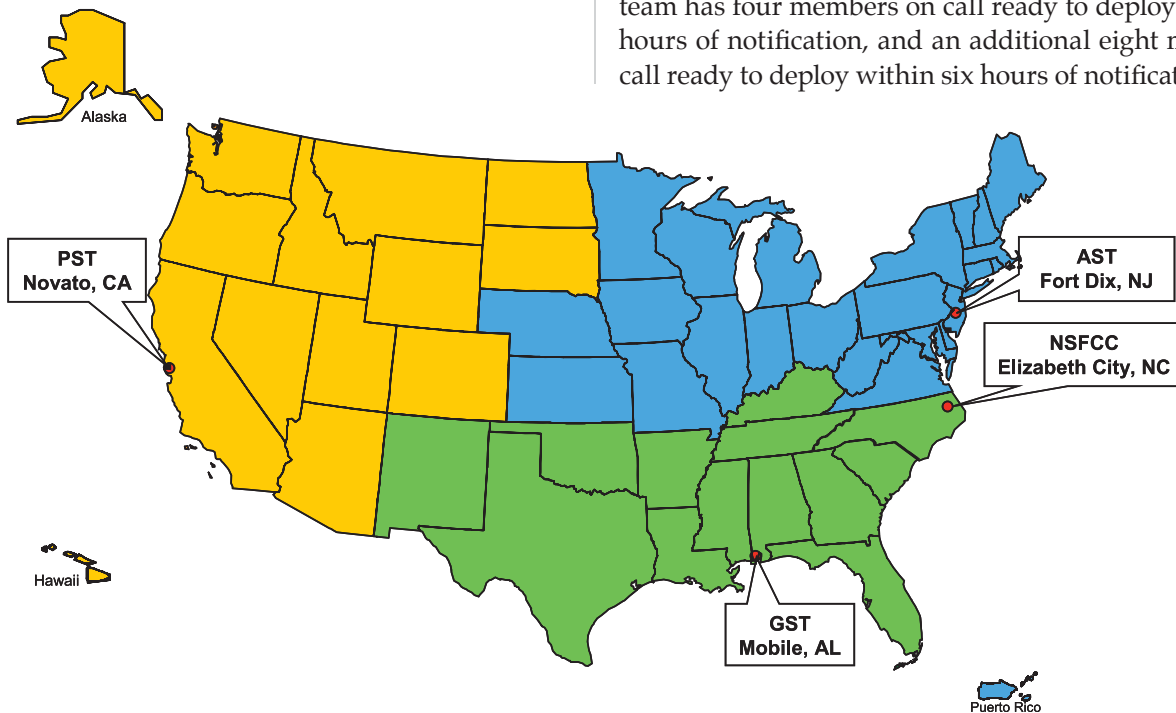 team has four members on call ready to deploy
hours of notification, and an additional eight
call ready to deploy within six hours of
Alaska
PST
Novato, CA
AST
Fort Dix, NJ
NSFCC
Elizabeth City, NC
Hawaii
GST
Mobile, AL
Puerto Rico